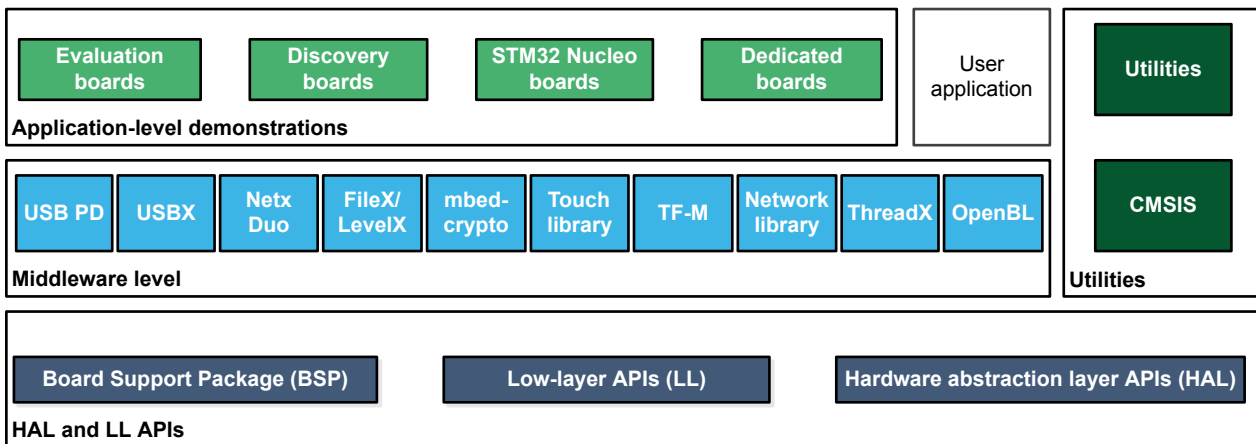 Evaluation
boards
Discovery
boards
STM32 Nucleo
boards
Dedicated
boards
Application-level demonstrations
User
application
Utilities
USB PD
USBX
Netx
Duo
FileX/
LevelX
mbed-
crypto
Touch
library
TF-M
Network
library
ThreadX
OpenBL
Middleware level
CMSIS
Utilities
Board Support Package (BSP)
Low-layer APIs (LL)
Hardware abstraction layer APIs (HAL)
HAL and LL APIs